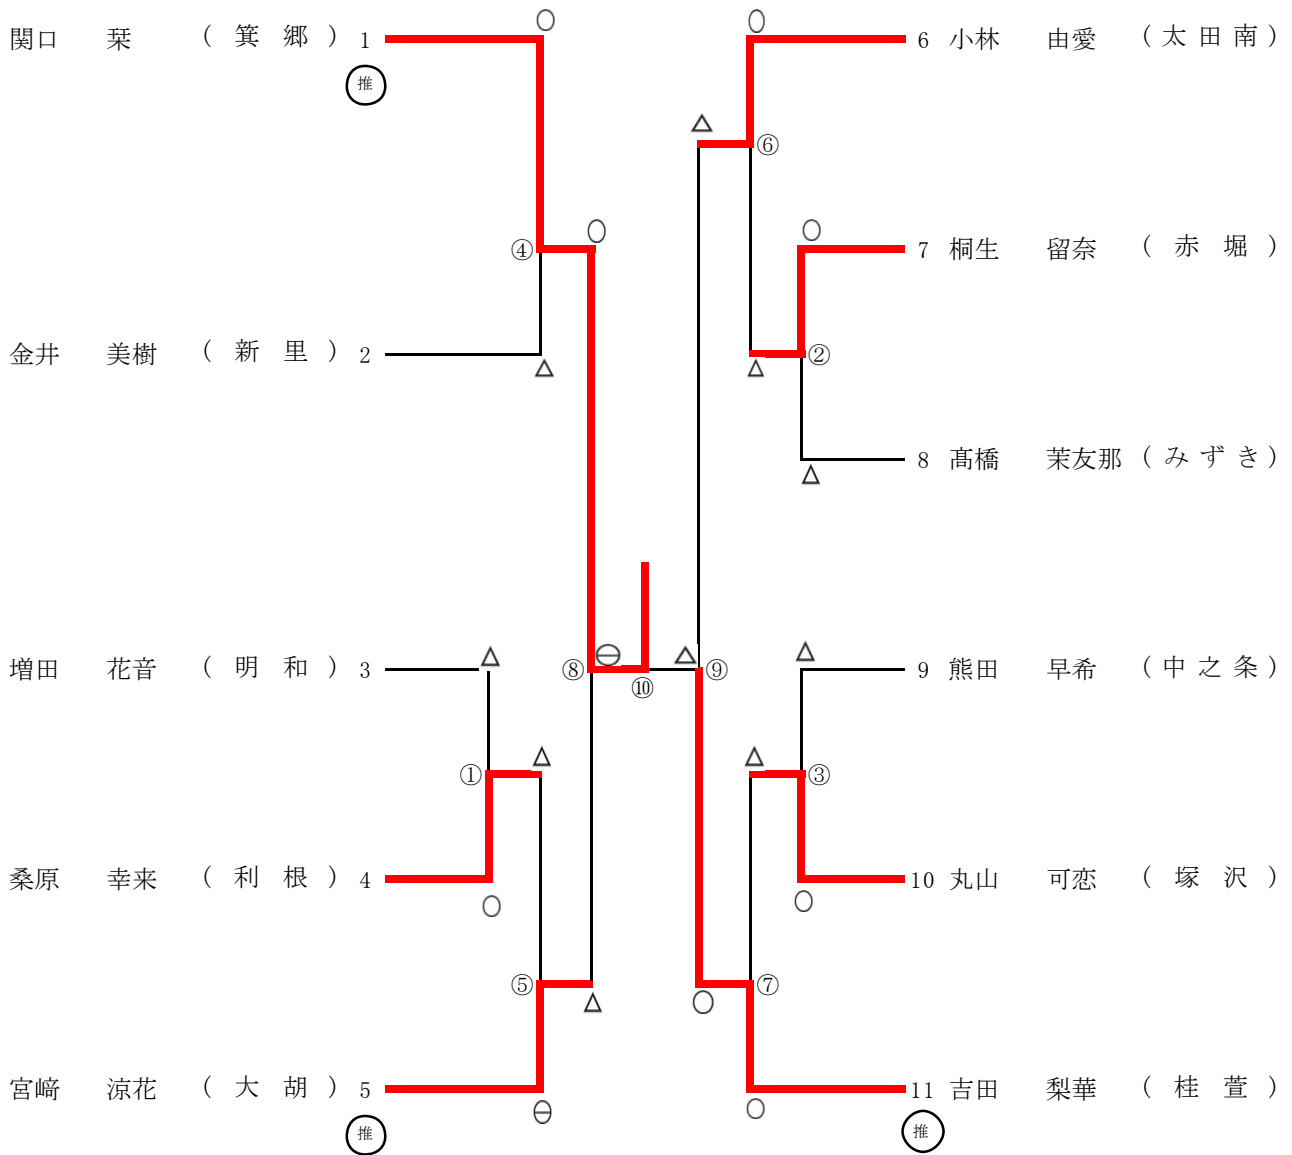 関口 栞 （ 箕 郷 ） 1
推
金井 美樹 （ 新 里 ） 2
増田 花音 （ 明 和 ） 3
桑原 幸来 （ 利 根 ） 4
宮﨑 涼花 （ 大 胡 ） 5
推
④
①
⑤
⑧
⑩
⑨
⑥
②
③
⑦
6 小林 由愛 （ 太 田 南 ）
7 桐生 留奈 （ 赤 堀 ）
8 髙橋 茉友那 （ み ず き ）
9 熊田 早希 （ 中 之 条 ）
10 丸山 可恋 （ 塚 沢 ）
11 吉田 梨華 （ 桂 萱 ）
推